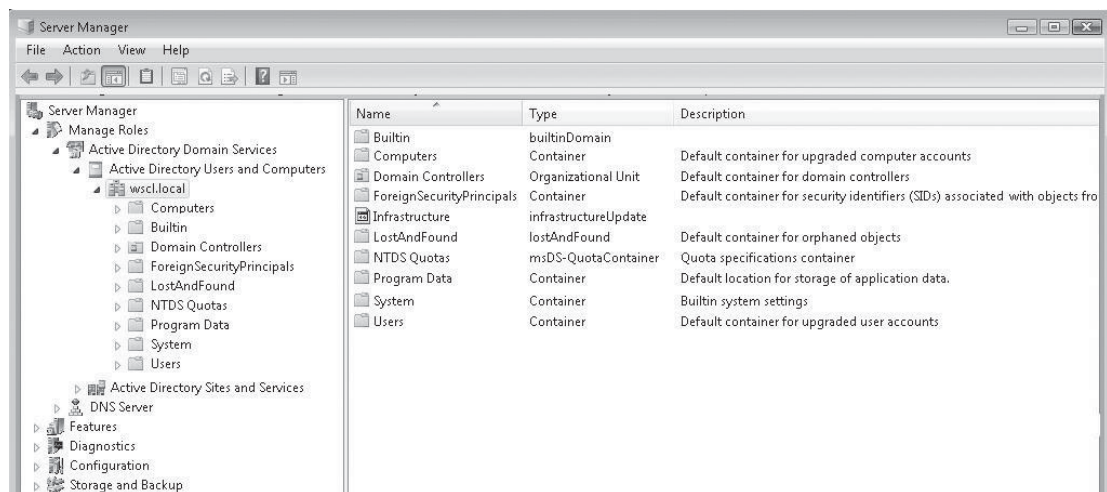 Server Manager
File Action View Help
Server Manager
Manage Roles
Active Directory Domain Services
Active Directory Users and Computers
wscl.local
Computers
Builtin
Domain Controllers
ForeignSecurityPrincipals
LostAndFound
NTDS Quotas
Program Data
System
Users
Active Directory Sites and Services
DNS Server
Features
Diagnostics
Configuration
Storage and Backup
Name Type Description
Builtin builtinDomain
Computers Container Default container for upgraded computer accounts
Domain Controllers Organizational Unit Default container for domain controllers
ForeignSecurityPrincipals Container Default container for security identifiers (SIDs) associated with objects fro
Infrastructure infrastructureUpdate
LostAndFound lostAndFound Default container for orphaned objects
NTDS Quotas msDS-QuotaContainer Quota specifications container
Program Data Container Default location for storage of application data.
System Container Builtin system settings
Users Container Default container for upgraded user accounts